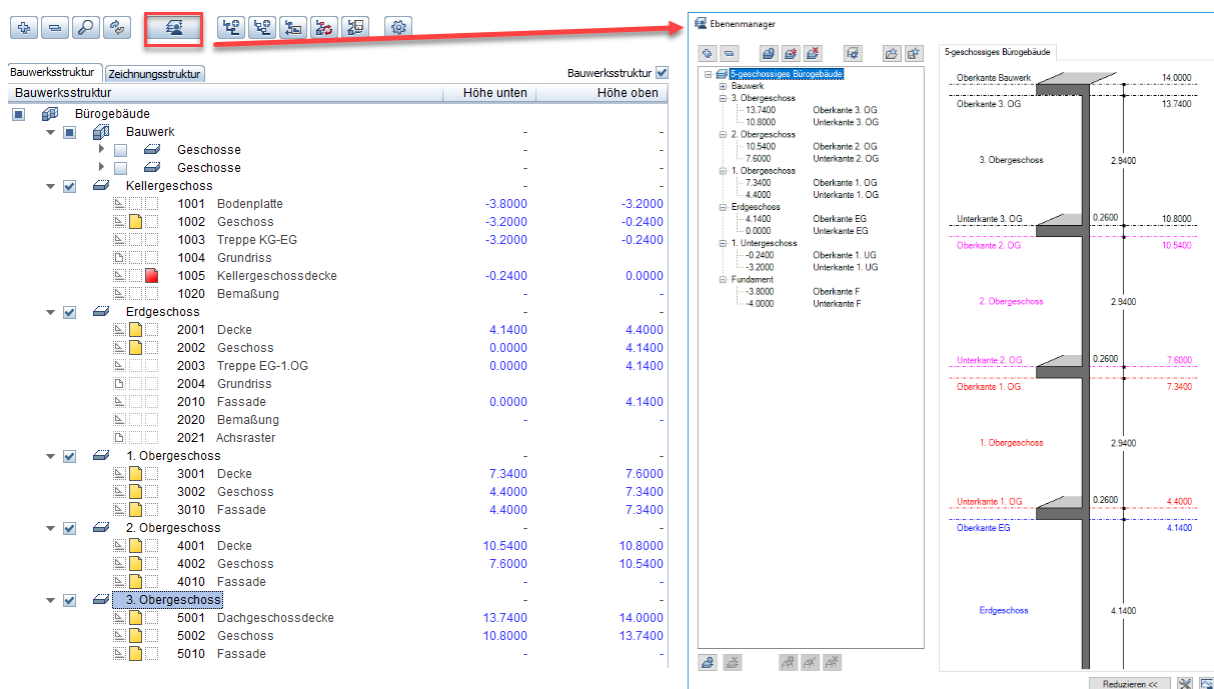 Bauwerksstruktur
Zeichnungsstruktur
Bauwerksstruktur
Bauwerksstruktur Höhe unten Höhe oben
Bürogebäude
Bauwerk - -
Geschosse - -
Geschosse - -
Kellergeschoss - -
1001 Bodenplatte -3.8000 -3.2000
1002 Geschoss -3.2000 -0.2400
1003 Treppe KG-EG -3.2000 -0.2400
1004 Grundriss
1005 Kellergeschossdecke -0.2400 0.0000
1020 Bemaßung - -
Erdgeschoss - -
2001 Decke 4.1400 4.4000
2002 Geschoss 0.0000 4.1400
2003 Treppe EG-1.OG 0.0000 4.1400
2004 Grundriss
2010 Fassade 0.0000 4.1400
2020 Bemaßung - -
2021 Achsraster
1. Obergeschoss - -
3001 Decke 7.3400 7.6000
3002 Geschoss 4.4000 7.3400
3010 Fassade 4.4000 7.3400
2. Obergeschoss - -
4001 Decke 10.5400 10.8000
4002 Geschoss 7.6000 10.5400
4010 Fassade - -
3. Obergeschoss - -
5001 Dachgeschossdecke 13.7400 14.0000
5002 Geschoss 10.8000 13.7400
5010 Fassade - -
Ebenenmanager
5-geschossiges Bürogebäude
Bauwerk
3. Obergeschoss
13.7400 Oberkante 3. OG
10.8000 Unterkante 3. OG
2. Obergeschoss
10.5400 Oberkante 2. OG
7.6000 Unterkante 2. OG
1. Obergeschoss
7.3400 Oberkante 1. OG
4.4000 Unterkante 1. OG
Erdgeschoss
4.1400 Oberkante EG
0.0000 Unterkante EG
1. Untergeschoss
-0.2400 Oberkante 1. UG
-3.2000 Unterkante 1. UG
Fundament
-3.8000 Oberkante F
-4.0000 Unterkante F
5-geschossiges Bürogebäude
Oberkante Bauwerk 14.0000
Oberkante 3. OG 13.7400
3. Obergeschoss 2.9400
Unterkante 3. OG 0.2600 10.8000
Oberkante 2. OG 10.5400
2. Obergeschoss 2.9400
Unterkante 2. OG 0.2600 7.6000
Oberkante 1. OG 7.3400
1. Obergeschoss 2.9400
Unterkante 1. OG 0.2600 4.4000
Oberkante EG 4.1400
Erdgeschoss 4.1400
Reduzieren <<